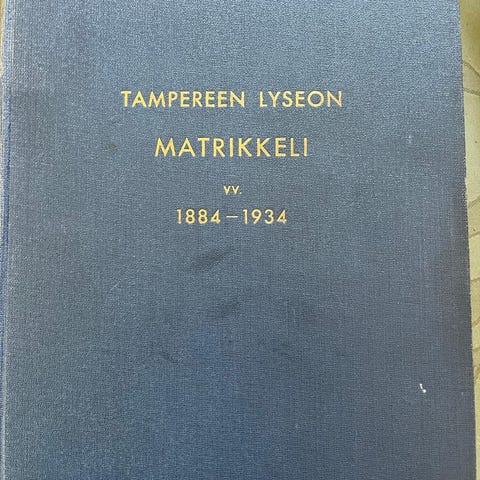 TAMPEREEN LYSEON
MATRIKKELI
vv.
1884–1934